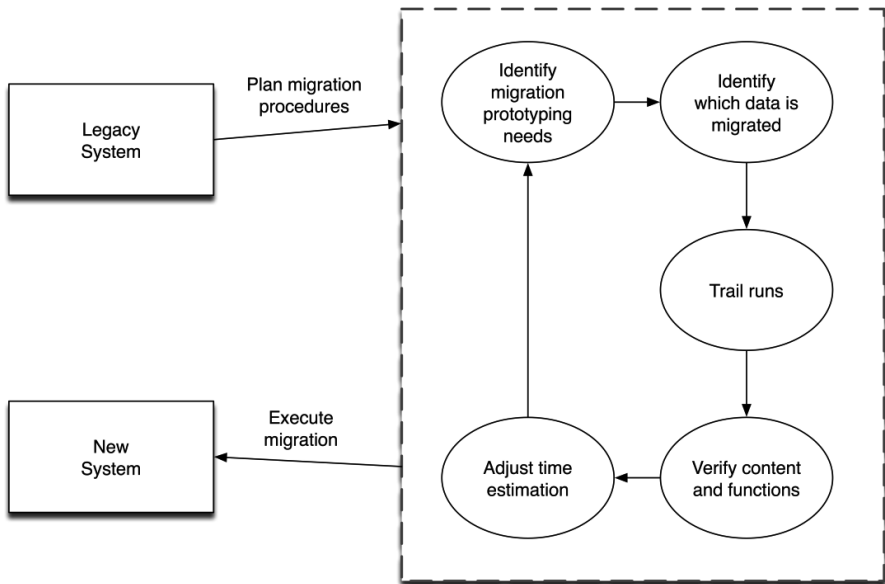 Legacy
System
Plan migration
procedures
Identify
migration
prototyping
needs
Identify
which data is
migrated
Trail runs
Verify content
and functions
Adjust time
estimation
Execute
migration
New
System